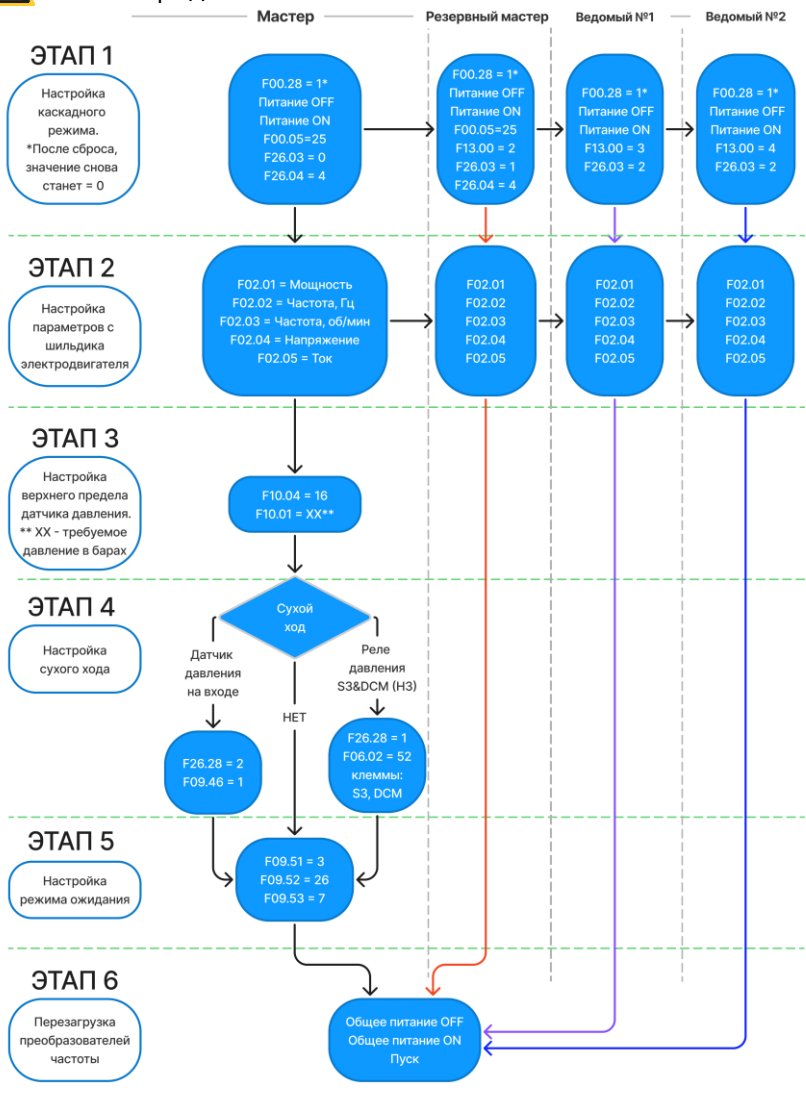 Мастер
Резервный мастер
Ведомый №1
Ведомый №2
ЭТАП 1
Настройка
каскадного
режима.
*После сброса,
значение снова
станет = 0
F00.28 = 1*
Питание OFF
Питание ON
F00.05=25
F26.03 = 0
F26.04 = 4
F00.28 = 1*
Питание OFF
Питание ON
F00.05=25
F13.00 = 2
F26.03 = 1
F26.04 = 4
F00.28 = 1*
Питание OFF
Питание ON
F13.00 = 3
F26.03 = 2
F00.28 = 1*
Питание OFF
Питание ON
F13.00 = 4
F26.03 = 2
ЭТАП 2
Настройка
параметров с
шильдика
электродвигателя
F02.01 = Мощность
F02.02 = Частота, Гц
F02.03 = Частота, об/мин
F02.04 = Напряжение
F02.05 = Ток
F02.01
F02.02
F02.03
F02.04
F02.05
F02.01
F02.02
F02.03
F02.04
F02.05
F02.01
F02.02
F02.03
F02.04
F02.05
ЭТАП 3
Настройка
верхнего предела
датчика давления.
** XX - требуемое
давление в барах
F10.04 = 16
F10.01 = XX**
ЭТАП 4
Настройка
сухого хода
Сухой
ход
Датчик
давления
на входе
НЕТ
Реле
давления
S3&DCM (НЗ)
F26.28 = 2
F09.46 = 1
F26.28 = 1
F06.02 = 52
клеммы:
S3, DCM
ЭТАП 5
Настройка
режима ожидания
F09.51 = 3
F09.52 = 26
F09.53 = 7
ЭТАП 6
Перезагрузка
преобразователей
частоты
Общее питание OFF
Общее питание ON
Пуск